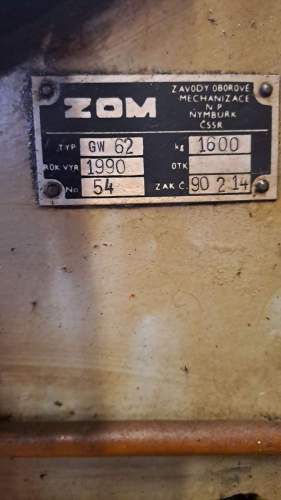 ZOM
ZÁVODY OBOROVÉ
MECHANIZACE
N P
NYMBURK
ČSSR
TYP GW 62 kg 1600
ROK VÝR 1990 OTK
No 54 ZAK Č. 90 2 14